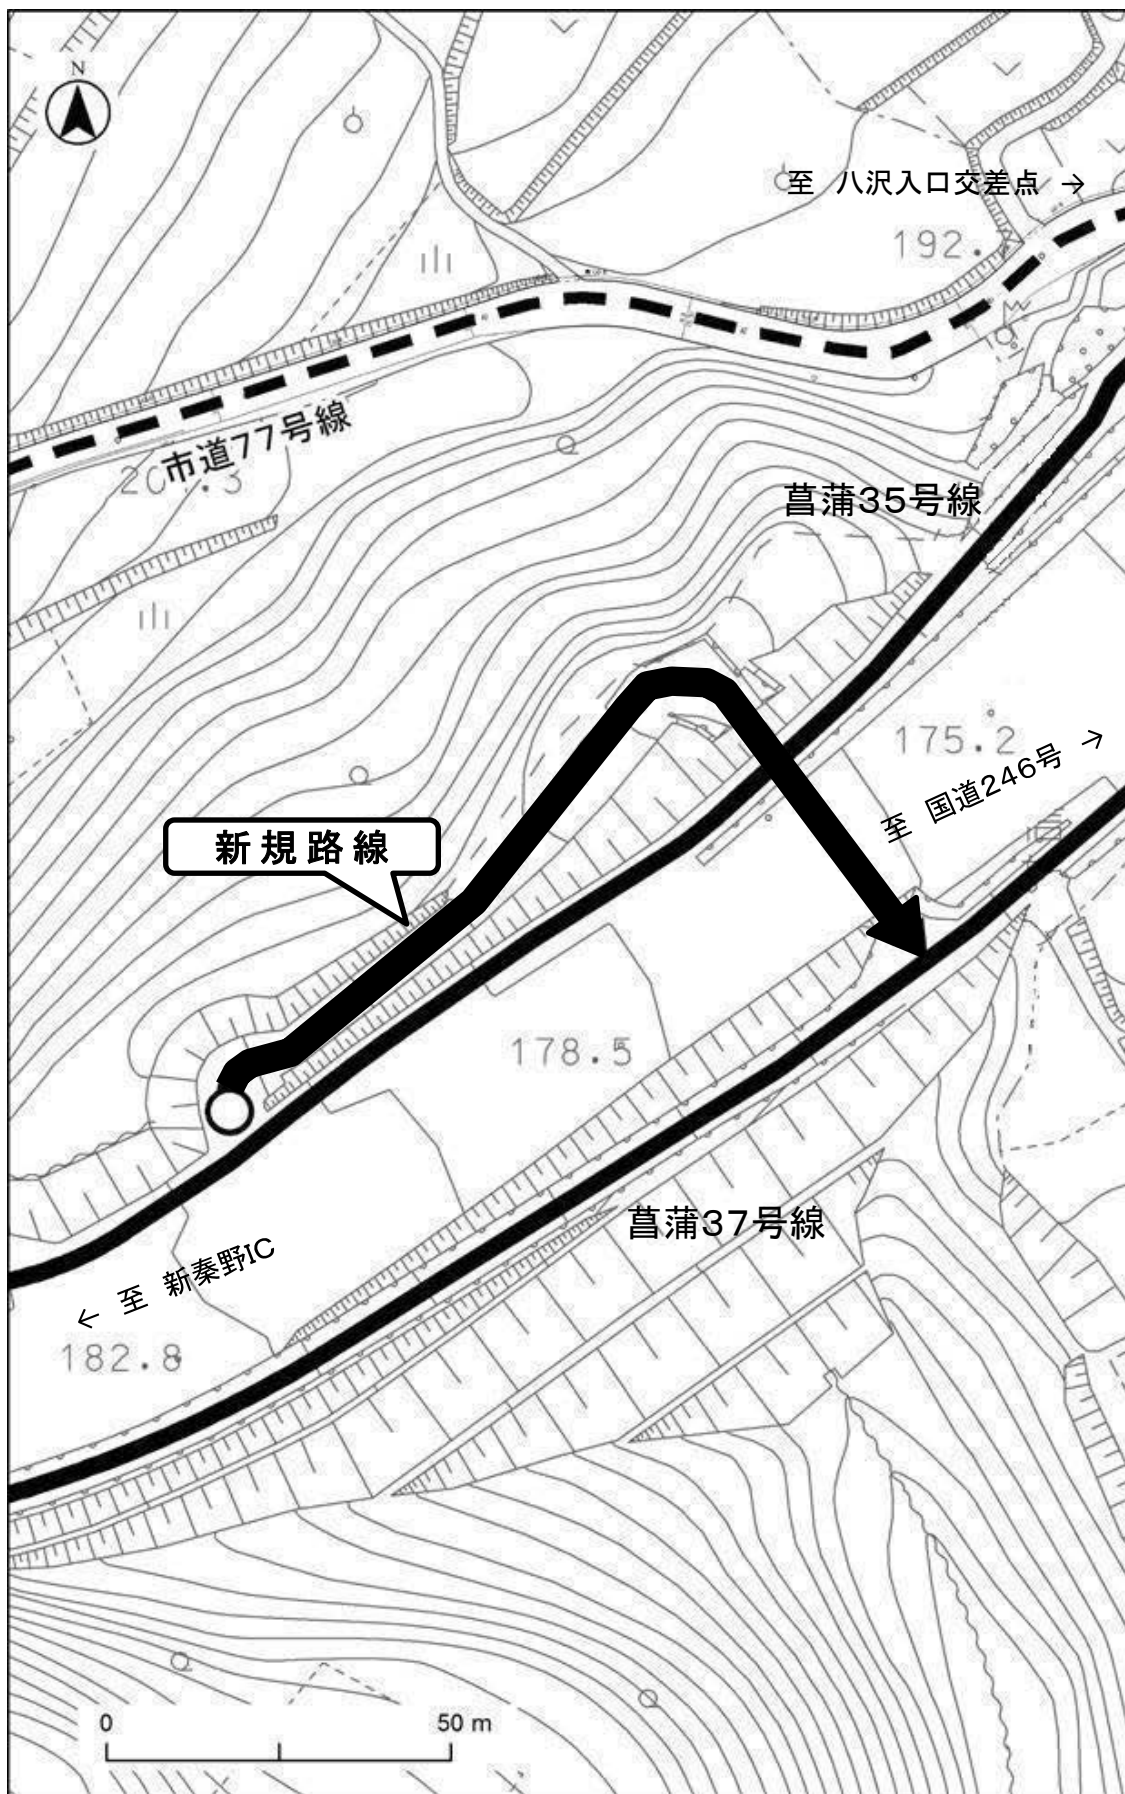 N
至 八沢入口交差点 →
192.
市道77号線
菖蒲35号線
175.2
至 国道246号 →
新規路線
178.5
菖蒲37号線
← 至 新秦野IC
182.8
0 50 m